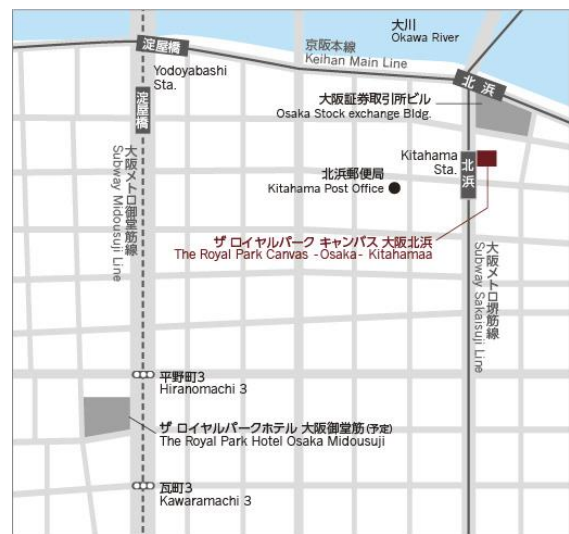 大川
Okawa River
京阪本線
Keihan Main Line
淀屋橋
Yodoyabashi
Sta.
淀屋橋
北浜
大阪証券取引所ビル
Osaka Stock exchange Bldg.
Kitahama
Sta.
北浜
北浜郵便局
Kitahama Post Office
大阪メトロ御堂筋線
Subway Midousuji Line
ザ ロイヤルパーク キャンバス 大阪北浜
The Royal Park Canvas -Osaka- Kitahamaa
大阪メトロ堺筋線
Subway Sakaisuji Line
平野町3
Hiranomachi 3
ザ ロイヤルパークホテル 大阪御堂筋(予定)
The Royal Park Hotel Osaka Midousuji
瓦町3
Kawaramachi 3